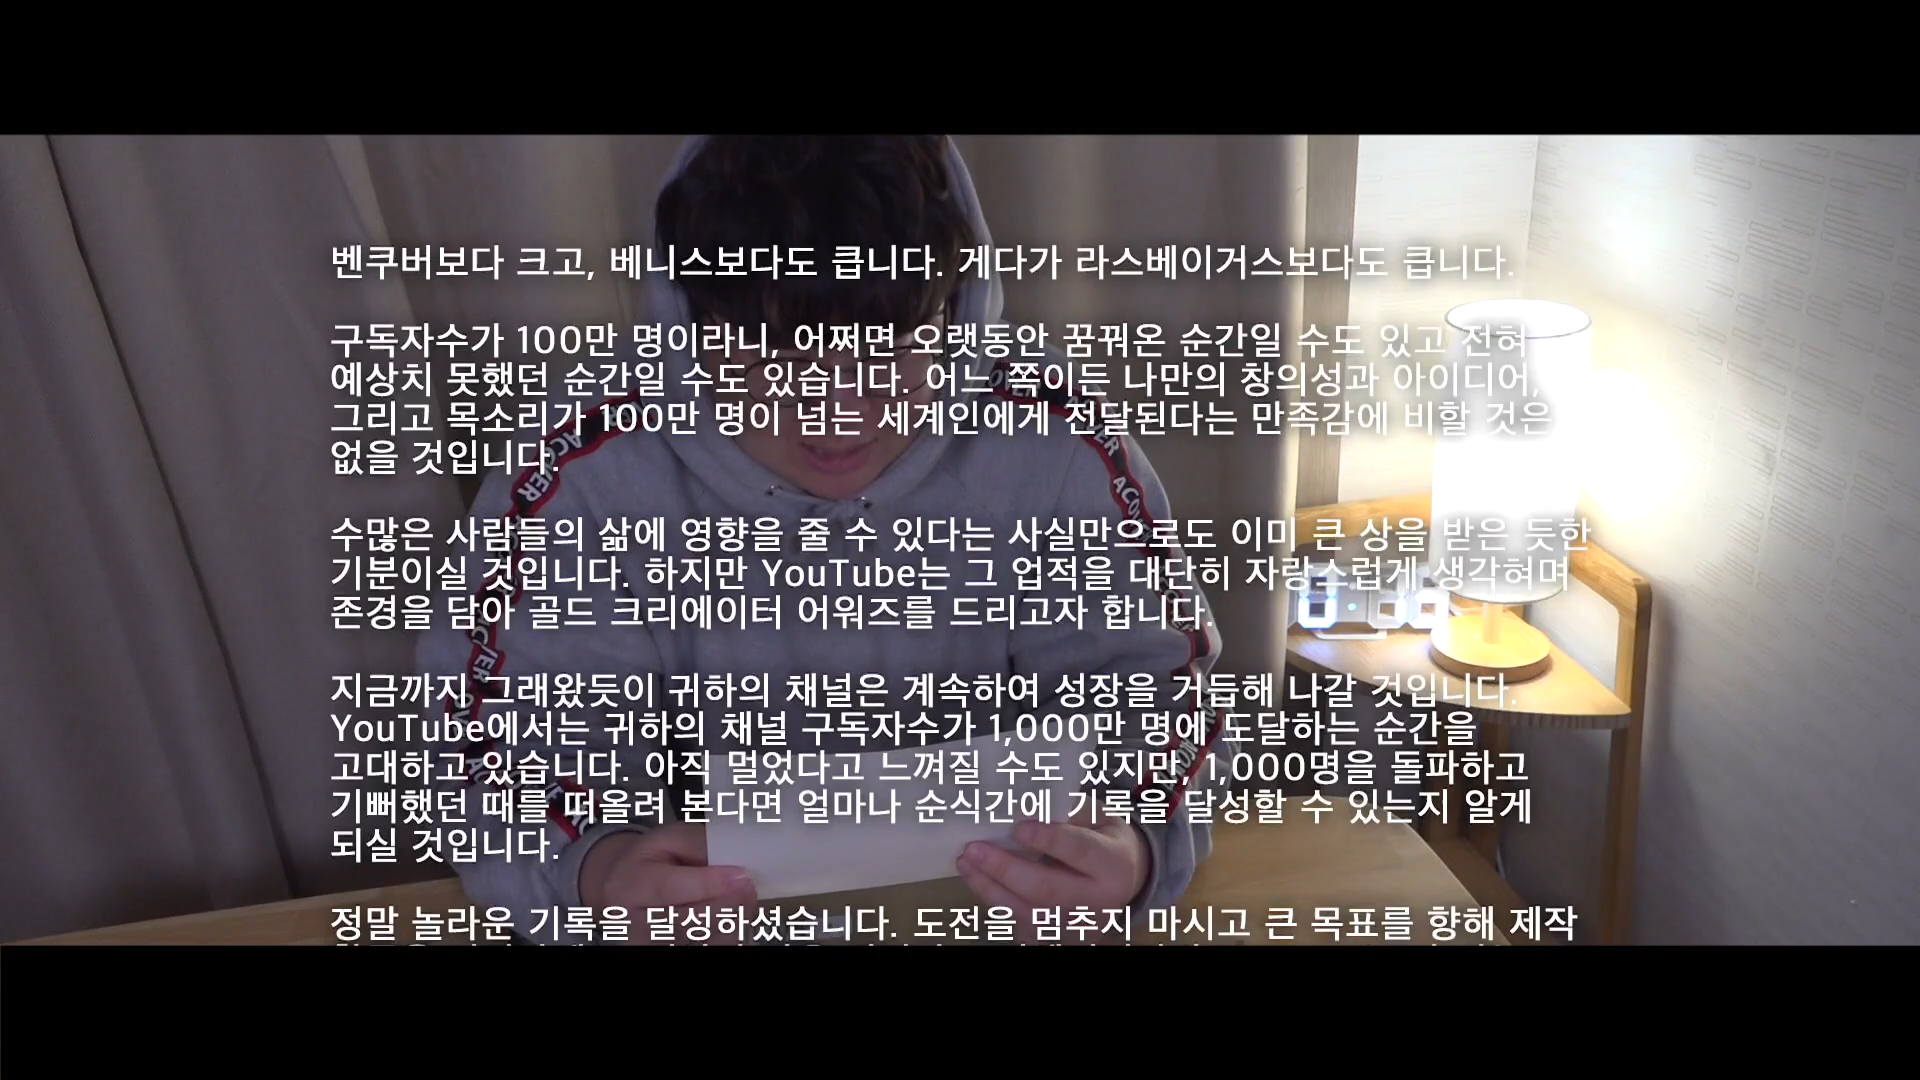 벤쿠버보다 크고, 베니스보다도 큽니다. 게다가 라스베이거스보다도 큽니다.
구독자수가 100만 명이라니, 어쩌면 오랫동안 꿈꿔온 순간일 수도 있고 전혀
예상치 못했던 순간일 수도 있습니다. 어느 쪽이든 나만의 창의성과 아이디어,
그리고 목소리가 100만 명이 넘는 세계인에게 전달된다는 만족감에 비할 것은
없을 것입니다.
수많은 사람들의 삶에 영향을 줄 수 있다는 사실만으로도 이미 큰 상을 받은 듯한
기분이실 것입니다. 하지만 YouTube는 그 업적을 대단히 자랑스럽게 생각혀며
존경을 담아 골드 크리에이터 어워즈를 드리고자 합니다.
지금까지 그래왔듯이 귀하의 채널은 계속하여 성장을 거듭해 나갈 것입니다.
YouTube에서는 귀하의 채널 구독자수가 1,000만 명에 도달하는 순간을
고대하고 있습니다. 아직 멀었다고 느껴질 수도 있지만, 1,000명을 돌파하고
기뻐했던 때를 떠올려 본다면 얼마나 순식간에 기록을 달성할 수 있는지 알게
되실 것입니다.
정말 놀라운 기록을 달성하셨습니다. 도전을 멈추지 마시고 큰 목표를 향해 제작